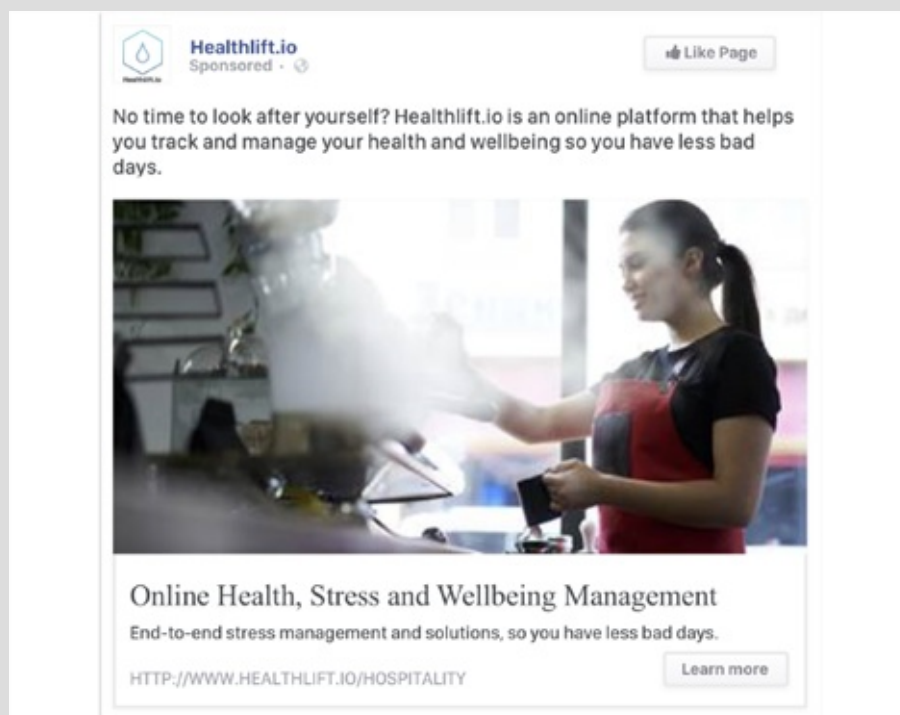 Healthlift.io
Healthlift.io
Sponsored ·
Like Page
No time to look after yourself? Healthlift.io is an online platform that helps
you track and manage your health and wellbeing so you have less bad
days.
Online Health, Stress and Wellbeing Management
End-to-end stress management and solutions, so you have less bad days.
HTTP://WWW.HEALTHLIFT.IO/HOSPITALITY
Learn more